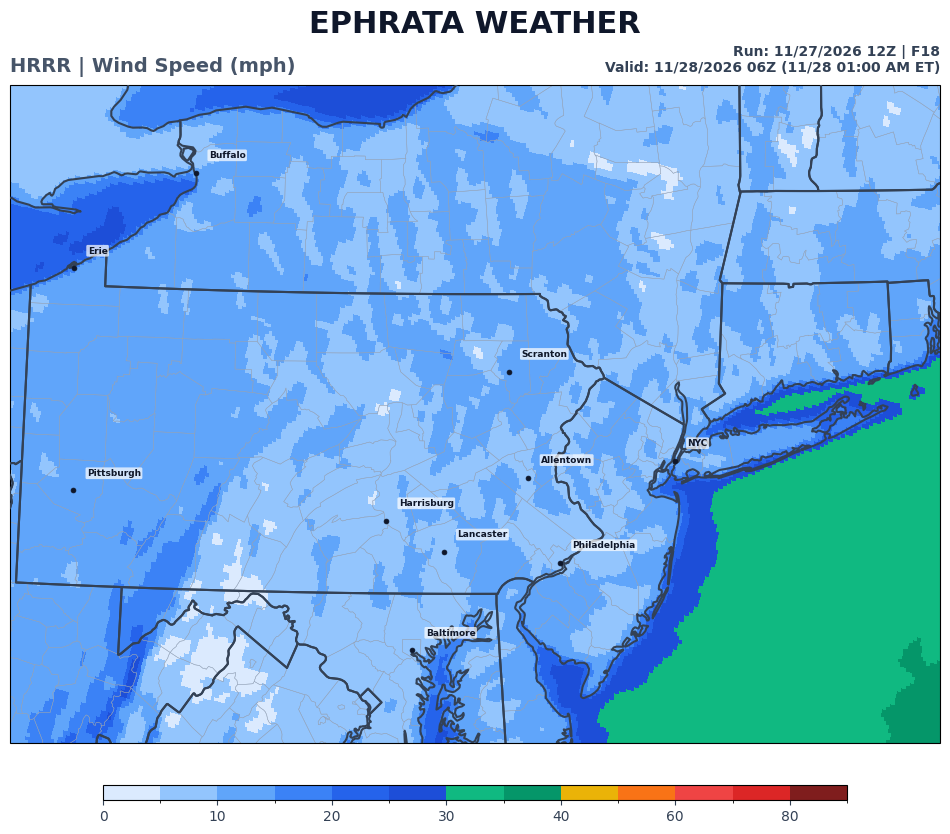 EPHRATA WEATHER
HRRR | Wind Speed (mph)
Run: 11/27/2026 12Z | F18
Valid: 11/28/2026 06Z (11/28 01:00 AM ET)
Buffalo
Erie
Scranton
NYC
Allentown
Pittsburgh
Harrisburg
Lancaster
Philadelphia
Baltimore
0 10 20 30 40 60 80